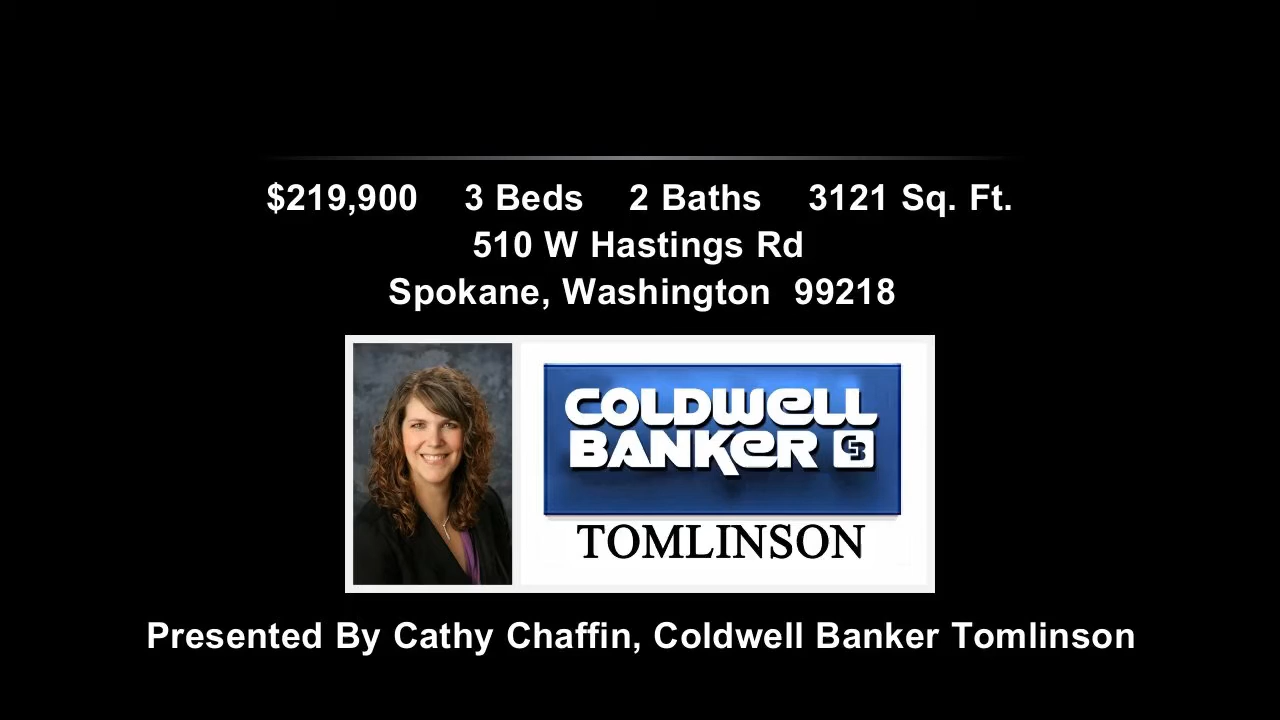 $219,900 3 Beds 2 Baths 3121 Sq. Ft.
510 W Hastings Rd
Spokane, Washington 99218
COLDWELL
BANKER CB
TOMLINSON
Presented By Cathy Chaffin, Coldwell Banker Tomlinson